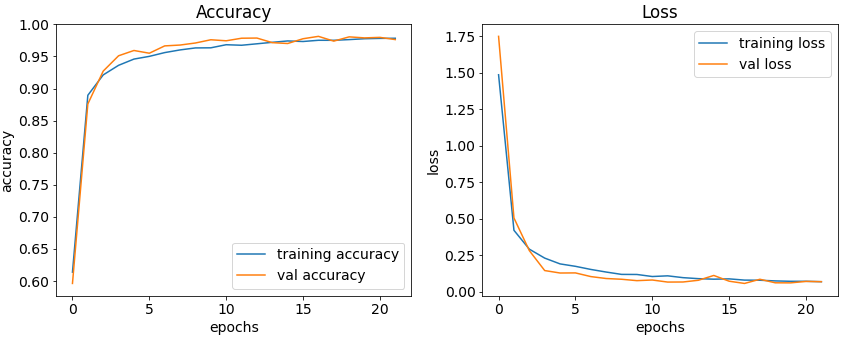 Accuracy
1.00
0.95
0.90
0.85
0.80
0.75
0.70
0.65
0.60
accuracy
training accuracy
val accuracy
0 5 10 15 20
epochs
Loss
1.75
1.50
1.25
1.00
0.75
0.50
0.25
0.00
loss
training loss
val loss
0 5 10 15 20
epochs